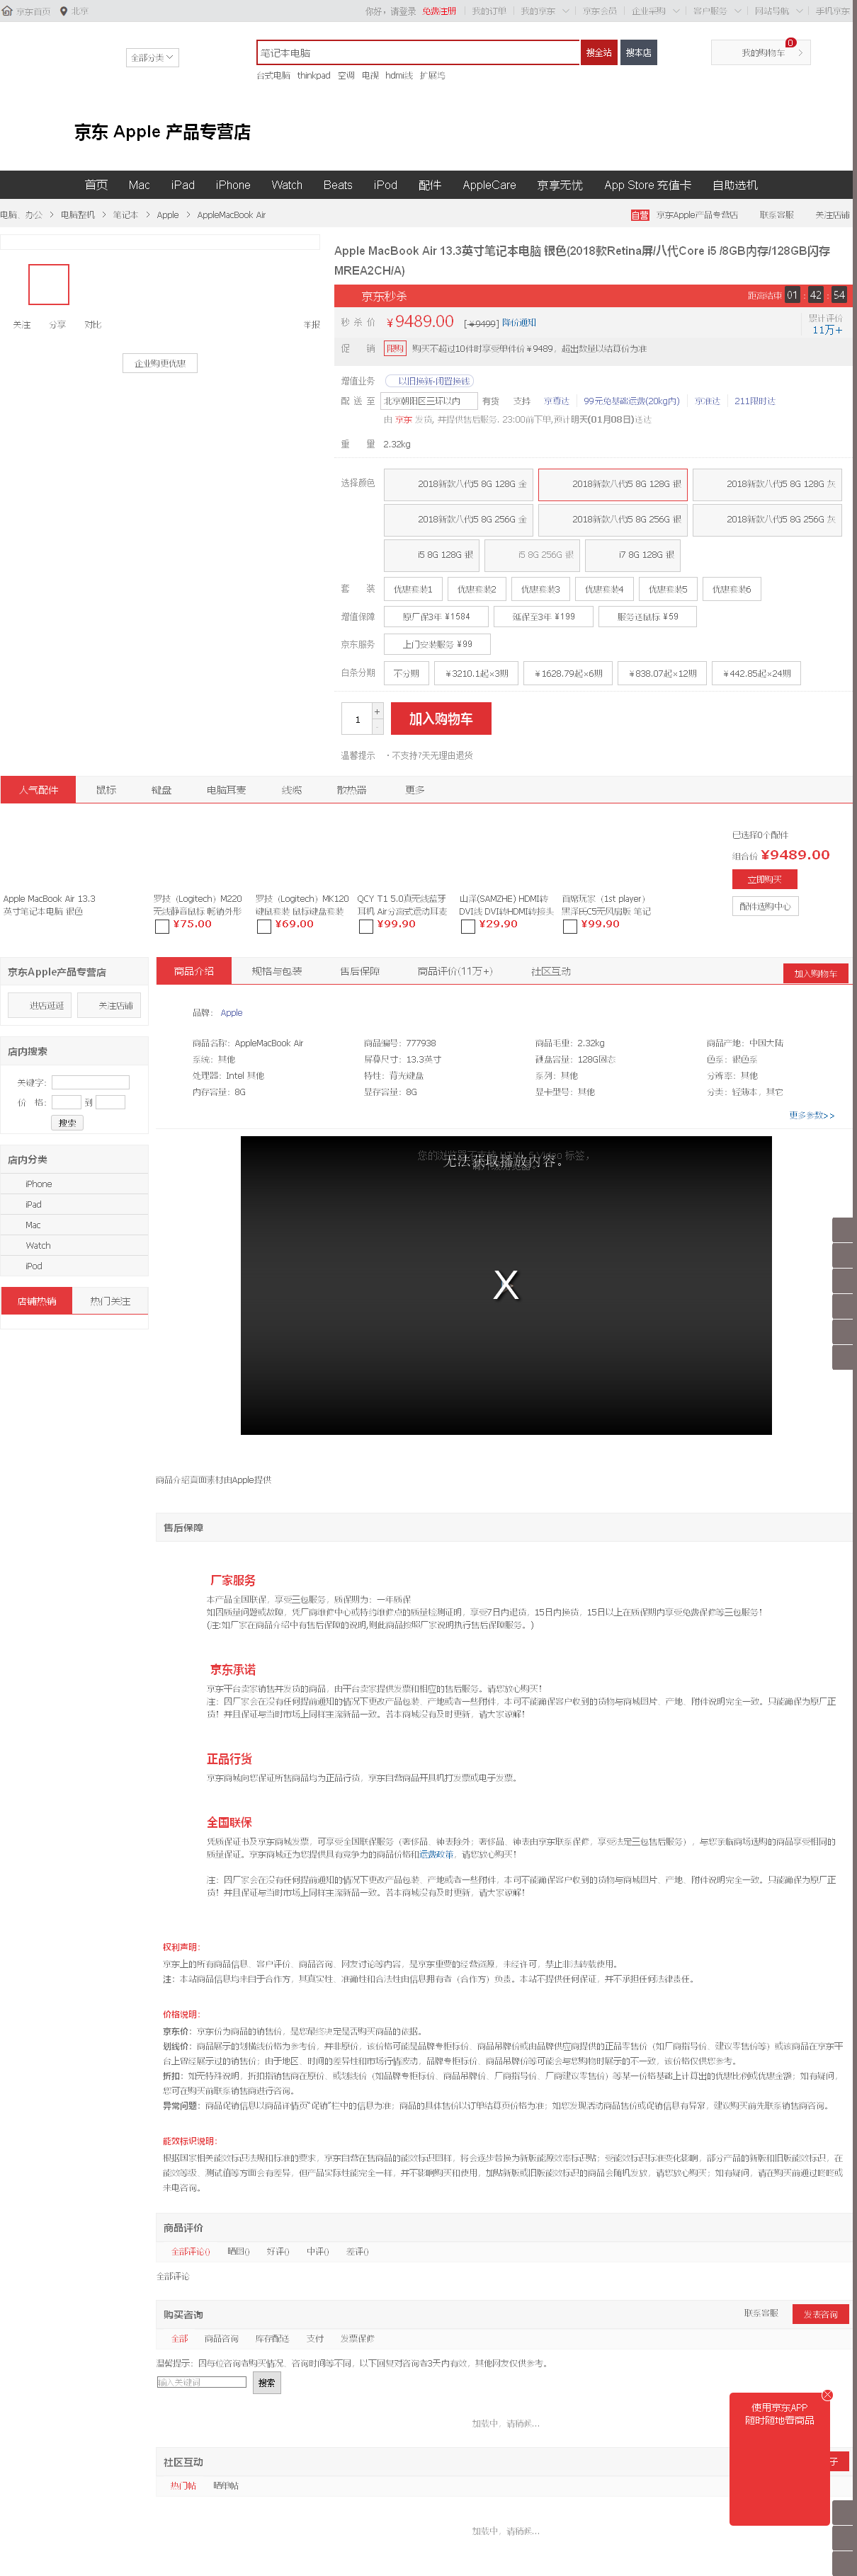 京东首页 北京 你好，请登录 免费注册 我的订单 我的京东 京东会员 企业采购 客户服务 网站导航 手机京东
全部分类 笔记本电脑 搜全站 搜本店 我的购物车 0
台式电脑 thinkpad 空调 电视 hdmi线 扩展坞
京东 Apple 产品专营店
首页 Mac iPad iPhone Watch Beats iPod 配件 AppleCare 京享无忧 App Store 充值卡 自助选机
电脑、办公 > 电脑整机 > 笔记本 > Apple > AppleMacBook Air 自营 京东Apple产品专营店 联系客服 关注店铺
Apple MacBook Air 13.3英寸笔记本电脑 银色(2018款Retina屏/八代Core i5 /8GB内存/128GB闪存 MREA2CH/A)
京东秒杀 距离结束 01 : 42 : 54
秒杀价 ￥9489.00 [￥9499] 降价通知 累计评价
11万+
促销 限购 购买不超过10件时享受单件价￥9489，超出数量以结算价为准
关注 分享 对比 举报
企业购更优惠
增值业务 以旧换新·闲置换钱
配送至 北京朝阳区三环以内 有货 支持 京尊达 99元免基础运费(20kg内) 京准达 211限时达
由 京东 发货, 并提供售后服务. 23:00前下单,预计明天(01月08日)送达
重量 2.32kg
选择颜色 2018新款八代i5 8G 128G 金 2018新款八代i5 8G 128G 银 2018新款八代i5 8G 128G 灰
2018新款八代i5 8G 256G 金 2018新款八代i5 8G 256G 银 2018新款八代i5 8G 256G 灰
i5 8G 128G 银 i5 8G 256G 银 i7 8G 128G 银
套装 优惠套装1 优惠套装2 优惠套装3 优惠套装4 优惠套装5 优惠套装6
增值保障 原厂保3年 ¥1584 延保至3年 ¥199 服务送鼠标 ¥59
京东服务 上门安装服务 ¥99
白条分期 不分期 ￥3210.1起×3期 ￥1628.79起×6期 ￥838.07起×12期 ￥442.85起×24期
1 + - 加入购物车
温馨提示 ·不支持7天无理由退货
人气配件 鼠标 键盘 电脑耳麦 线缆 散热器 更多
已选择0个配件
组合价 ¥9489.00
立即购买
配件选购中心
Apple MacBook Air 13.3 罗技（Logitech）M220 罗技（Logitech）MK120 QCY T1 5.0真无线蓝牙 山泽(SAMZHE) HDMI转 首席玩家（1st player）
英寸笔记本电脑 银色 无线静音鼠标 畅销外形 键鼠套装 鼠标键盘套装 耳机 Air分离式运动耳麦 DVI线 DVI转HDMI转接头 黑泽氏C5无风扇版 笔记
¥75.00 ¥69.00 ¥99.90 ¥29.90 ¥99.90
京东Apple产品专营店
进店逛逛 关注店铺
店内搜索
关键字：
价 格： 到
搜索
店内分类
iPhone
iPad
Mac
Watch
iPod
店铺热销 热门关注
商品介绍 规格与包装 售后保障 商品评价(11万+) 社区互动 加入购物车
品牌： Apple
商品名称：AppleMacBook Air 商品编号：777938 商品毛重：2.32kg 商品产地：中国大陆
系统：其他 屏幕尺寸：13.3英寸 硬盘容量：128G固态 色系：银色系
处理器：Intel 其他 特性：背光键盘 系列：其他 分辨率：其他
内存容量：8G 显存容量：8G 显卡型号：其他 分类：轻薄本，其它
更多参数>>
无法获取播放内容。
X
商品介绍页面素材由Apple提供
售后保障
厂家服务
本产品全国联保，享受三包服务，质保期为：一年质保
如因质量问题或故障，凭厂商维修中心或特约维修点的质量检测证明，享受7日内退货，15日内换货，15日以上在质保期内享受免费保修等三包服务！
(注:如厂家在商品介绍中有售后保障的说明,则此商品按照厂家说明执行售后保障服务。)
京东承诺
京东平台卖家销售并发货的商品，由平台卖家提供发票和相应的售后服务。请您放心购买！
注：因厂家会在没有任何提前通知的情况下更改产品包装、产地或者一些附件，本司不能确保客户收到的货物与商城图片、产地、附件说明完全一致。只能确保为原厂正
货！并且保证与当时市场上同样主流新品一致。若本商城没有及时更新，请大家谅解！
正品行货
京东商城向您保证所售商品均为正品行货，京东自营商品开具机打发票或电子发票。
全国联保
凭质保证书及京东商城发票，可享受全国联保服务（奢侈品、钟表除外；奢侈品、钟表由京东联系保修，享受法定三包售后服务），与您亲临商场选购的商品享受相同的
质量保证。京东商城还为您提供具有竞争力的商品价格和运费政策，请您放心购买！
注：因厂家会在没有任何提前通知的情况下更改产品包装、产地或者一些附件，本司不能确保客户收到的货物与商城图片、产地、附件说明完全一致。只能确保为原厂正
货！并且保证与当时市场上同样主流新品一致。若本商城没有及时更新，请大家谅解！
权利声明：
京东上的所有商品信息、客户评价、商品咨询、网友讨论等内容，是京东重要的经营资源，未经许可，禁止非法转载使用。
注：本站商品信息均来自于合作方，其真实性、准确性和合法性由信息拥有者（合作方）负责。本站不提供任何保证，并不承担任何法律责任。
价格说明：
京东价：京东价为商品的销售价，是您最终决定是否购买商品的依据。
划线价：商品展示的划横线价格为参考价，并非原价，该价格可能是品牌专柜标价、商品吊牌价或由品牌供应商提供的正品零售价（如厂商指导价、建议零售价等）或该商品在京东平
台上曾经展示过的销售价；由于地区、时间的差异性和市场行情波动，品牌专柜标价、商品吊牌价等可能会与您购物时展示的不一致，该价格仅供您参考。
折扣：如无特殊说明，折扣指销售商在原价、或划线价（如品牌专柜标价、商品吊牌价、厂商指导价、厂商建议零售价）等某一价格基础上计算出的优惠比例或优惠金额；如有疑问，
您可在购买前联系销售商进行咨询。
异常问题：商品促销信息以商品详情页“促销”栏中的信息为准；商品的具体售价以订单结算页价格为准；如您发现活动商品售价或促销信息有异常，建议购买前先联系销售商咨询。
能效标识说明：
根据国家相关能效标识法规和标准的要求，京东自营在售商品的能效标识图样，将会逐步替换为新版能源效率标识贴；受能效标识标准变化影响，部分产品的新版和旧版能效标识，在
能效等级、测试值等方面会有差异，但产品实际性能完全一样，并不影响购买和使用，加贴新版或旧版能效标识的商品会随机发放，请您放心购买；如有疑问，请在购买前通过咚咚或
来电咨询。
商品评价
全部评论() 晒图() 好评() 中评() 差评()
全部评论
购买咨询 联系客服 发表咨询
全部 商品咨询 库存配送 支付 发票保修
温馨提示：因每位咨询者购买情况、咨询时间等不同，以下回复对咨询者3天内有效，其他网友仅供参考。
输入关键词 搜索
加载中，请稍候...
使用京东APP
随时随地看商品
社区互动 子
热门帖 晒单帖
加载中，请稍候...